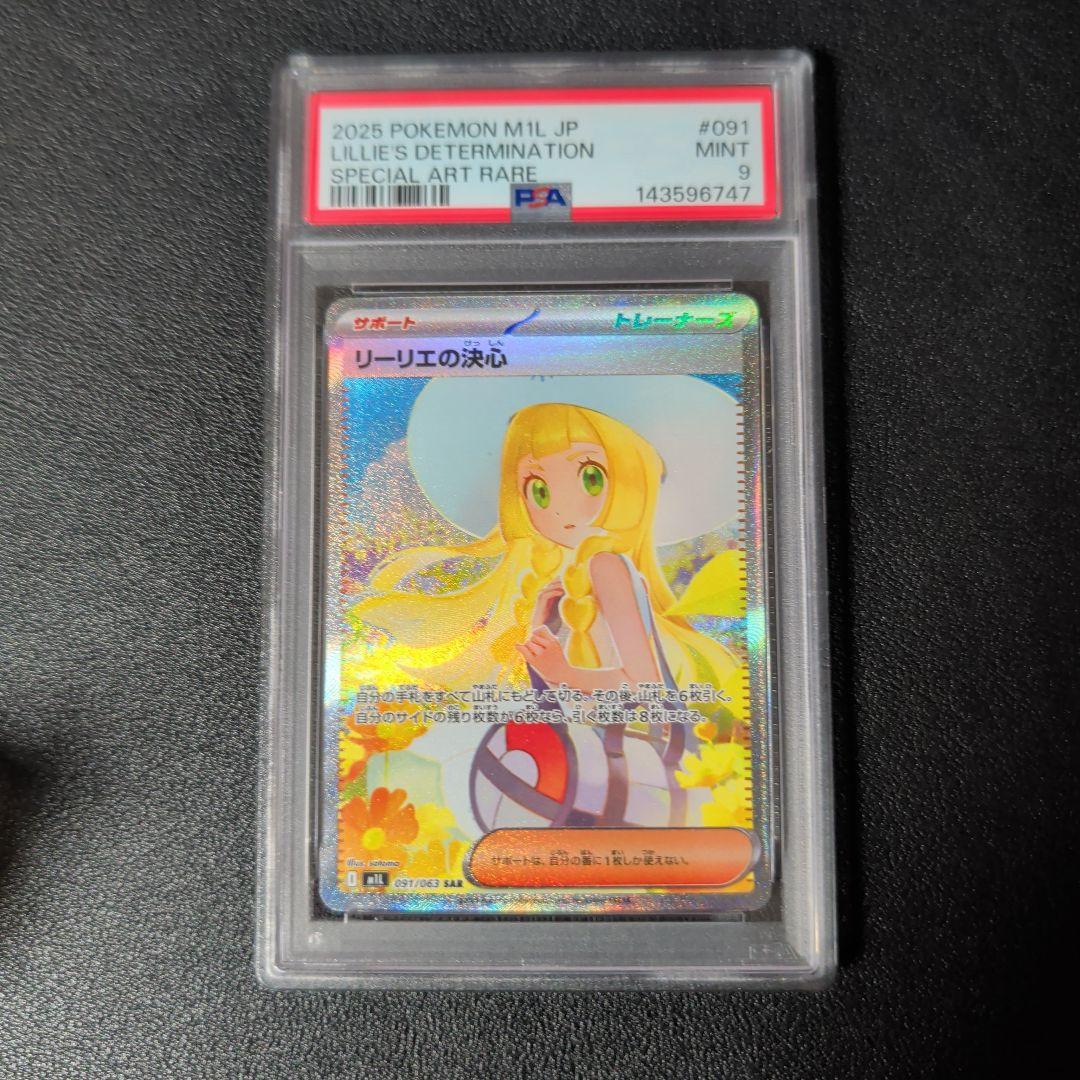 2025 POKEMON M1L JP #091
LILLIE'S DETERMINATION MINT
SPECIAL ART RARE 9
PSA 143596747
サポート トレーナーズ
けっ しん
リーリエの決心
自分の手札をすべて山札にもどして切る。その後、山札を6枚引く。
自分のサイドの残り枚数が6枚なら、引く枚数は8枚になる。
サポートは、自分の番に1枚しか使えない。
Illus. saketoma
I m1L 091/063 SAR